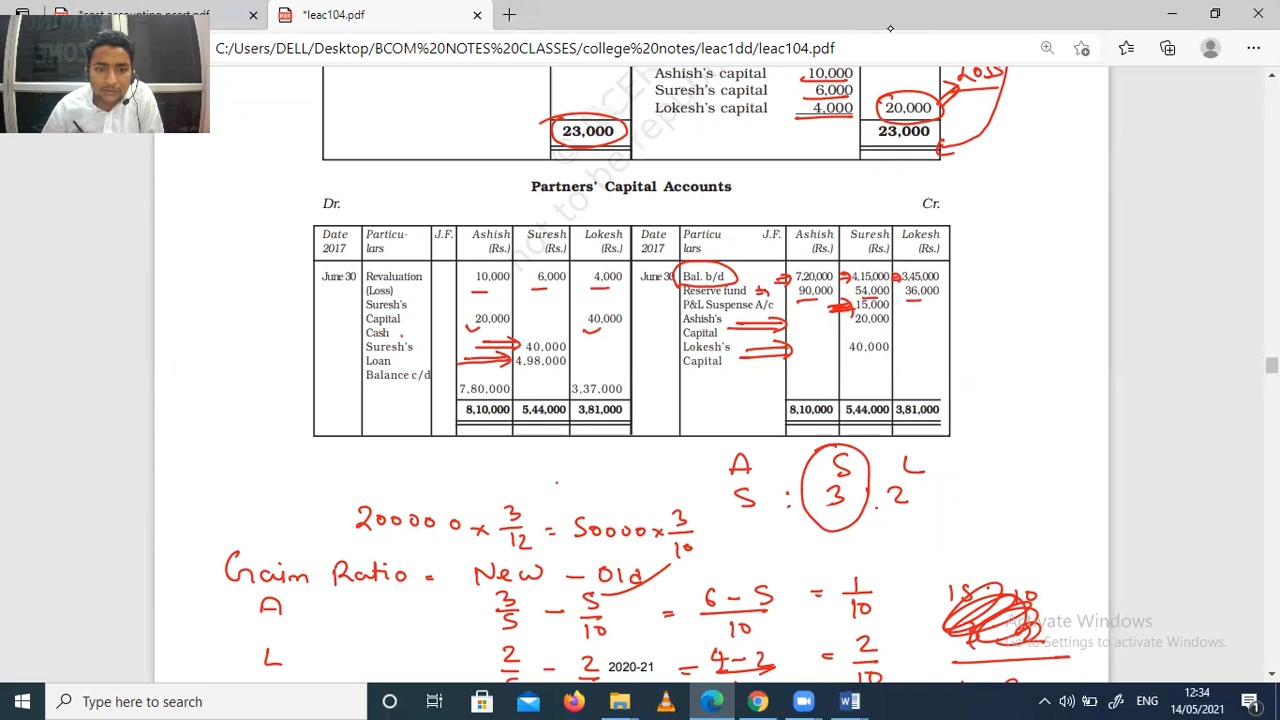 *leac104.pdf
C:/Users/DELL/Desktop/BCOM%20NOTES%20CLASSES/college%20notes/leac1dd/leac104.pdf
Ashish's capital 10,000 Loss
Suresh's capital 6,000
Lokesh's capital 4,000 20,000
23,000 23,000
not to be
Partners' Capital Accounts
Dr. Cr.
Date Particu- J.F. Ashish Suresh Lokesh Date Particu J.F. Ashish Suresh Lokesh
2017 lars (Rs.) (Rs.) (Rs.) 2017 lars (Rs.) (Rs.) (Rs.)
June 30 Revaluation 10,000 6,000 4,000 June 30 Bal. b/d 7,20,000 4,15,000 3,45,000
(Loss) Reserve fund 90,000 54,000 36,000
Suresh's P&L Suspense A/c 15,000
Capital 20,000 40,000 Ashish's 20,000
Cash Capital
Suresh's 40,000 Lokesh's 40,000
Loan 4,98,000 Capital
Balance c/d
7,80,000 3,37,000
8,10,000 5,44,000 3,81,000 8,10,000 5,44,000 3,81,000
A S L
5 : 3 : 2
200000 × 3/12 = 50000 × 3/10
Gain Ratio = New - Old
A 3/5 - 5/10 = 6-5/10 = 1/10
L 2/5 - 2 = 4-2 = 2/10
2020-21
Activate Windows
Go to Settings to activate Windows.
Type here to search
ENG
12:34
14/05/2021